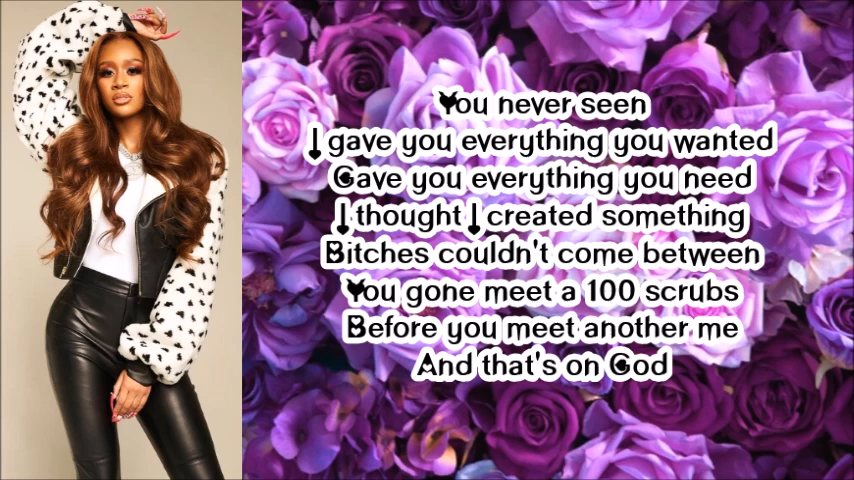 You never seen
I gave you everything you wanted
Gave you everything you need
I thought I created something
Bitches couldn't come between
You gone meet a 100 scrubs
Before you meet another me
And that's on God